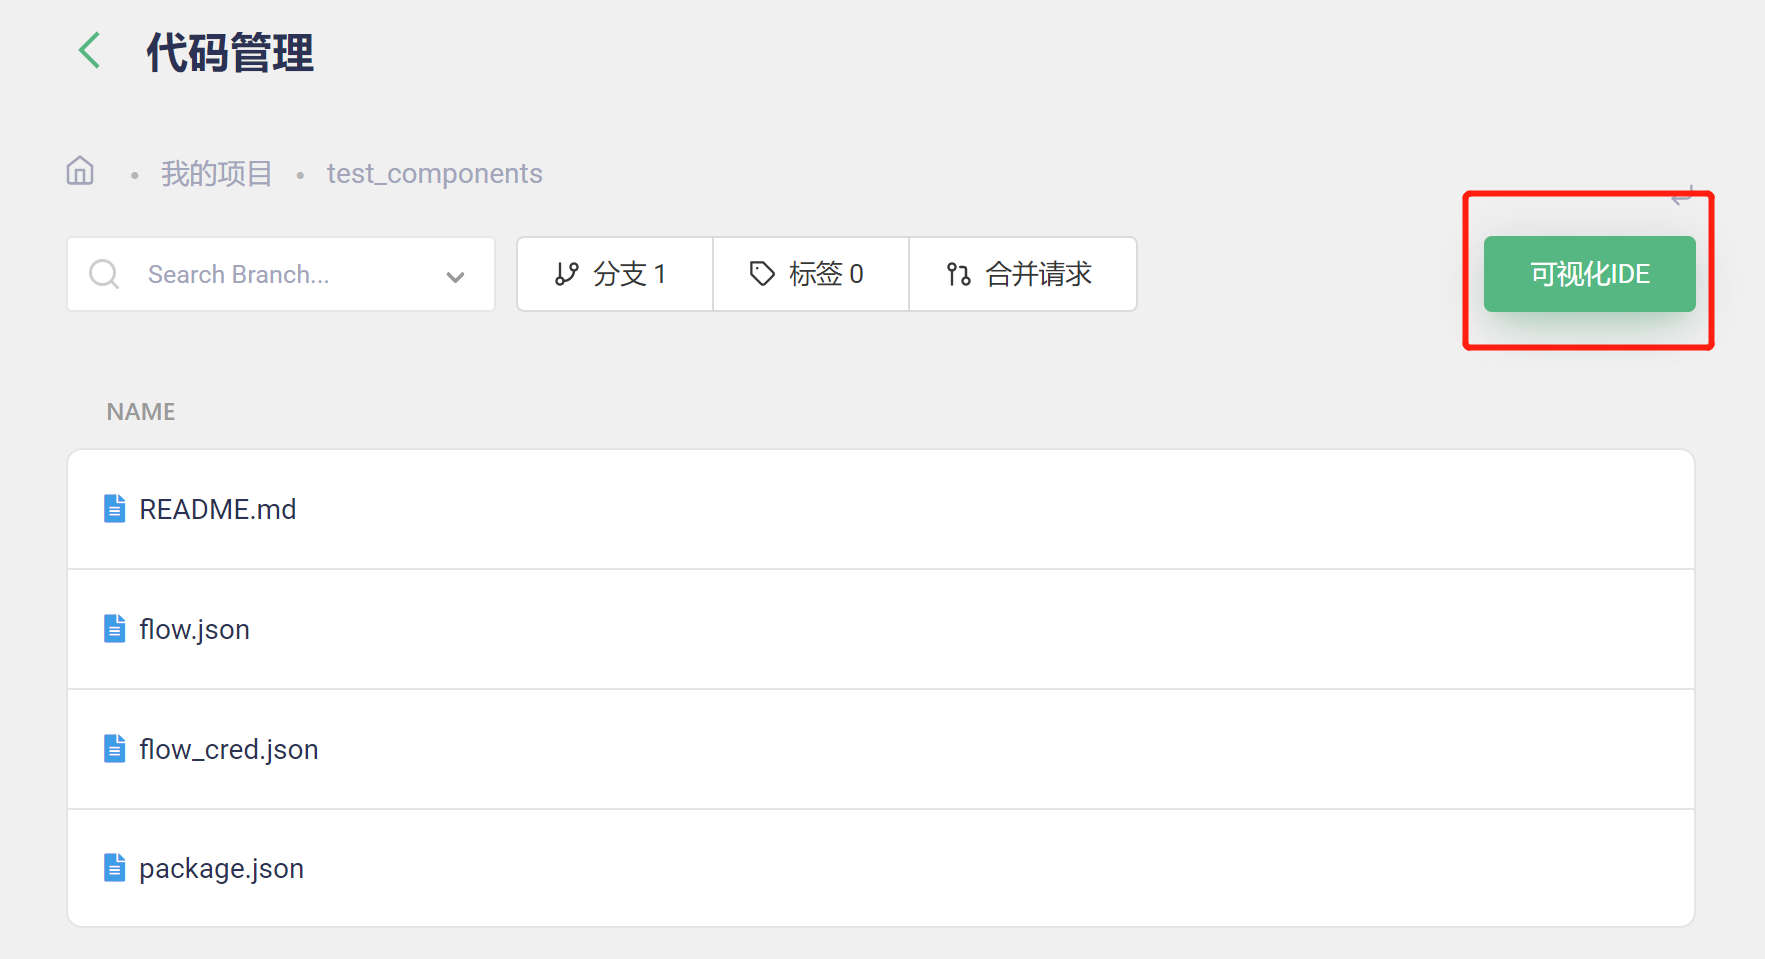 代码管理
我的项目 • test_components
Search Branch...
分支 1
标签 0
合并请求
可视化IDE
NAME
README.md
flow.json
flow_cred.json
package.json